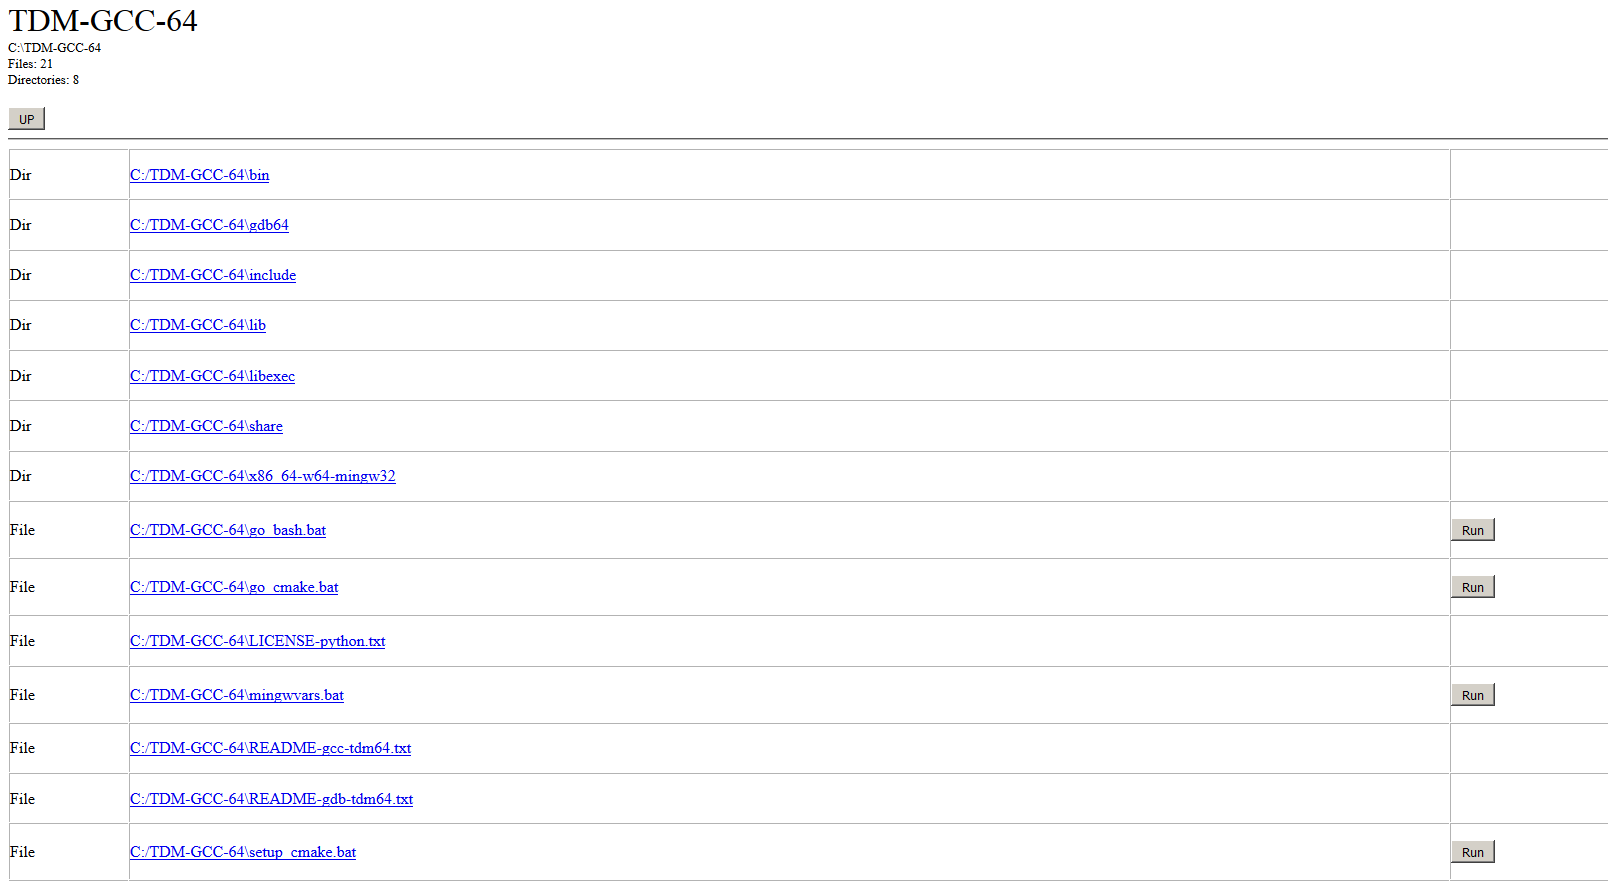 TDM-GCC-64
C:\TDM-GCC-64
Files: 21
Directories: 8
UP
Dir C:/TDM-GCC-64\bin
Dir C:/TDM-GCC-64\gdb64
Dir C:/TDM-GCC-64\include
Dir C:/TDM-GCC-64\lib
Dir C:/TDM-GCC-64\libexec
Dir C:/TDM-GCC-64\share
Dir C:/TDM-GCC-64\x86_64-w64-mingw32
File C:/TDM-GCC-64\go_bash.bat Run
File C:/TDM-GCC-64\go_cmake.bat Run
File C:/TDM-GCC-64\LICENSE-python.txt
File C:/TDM-GCC-64\mingwvars.bat Run
File C:/TDM-GCC-64\README-gcc-tdm64.txt
File C:/TDM-GCC-64\README-gdb-tdm64.txt
File C:/TDM-GCC-64\setup_cmake.bat Run